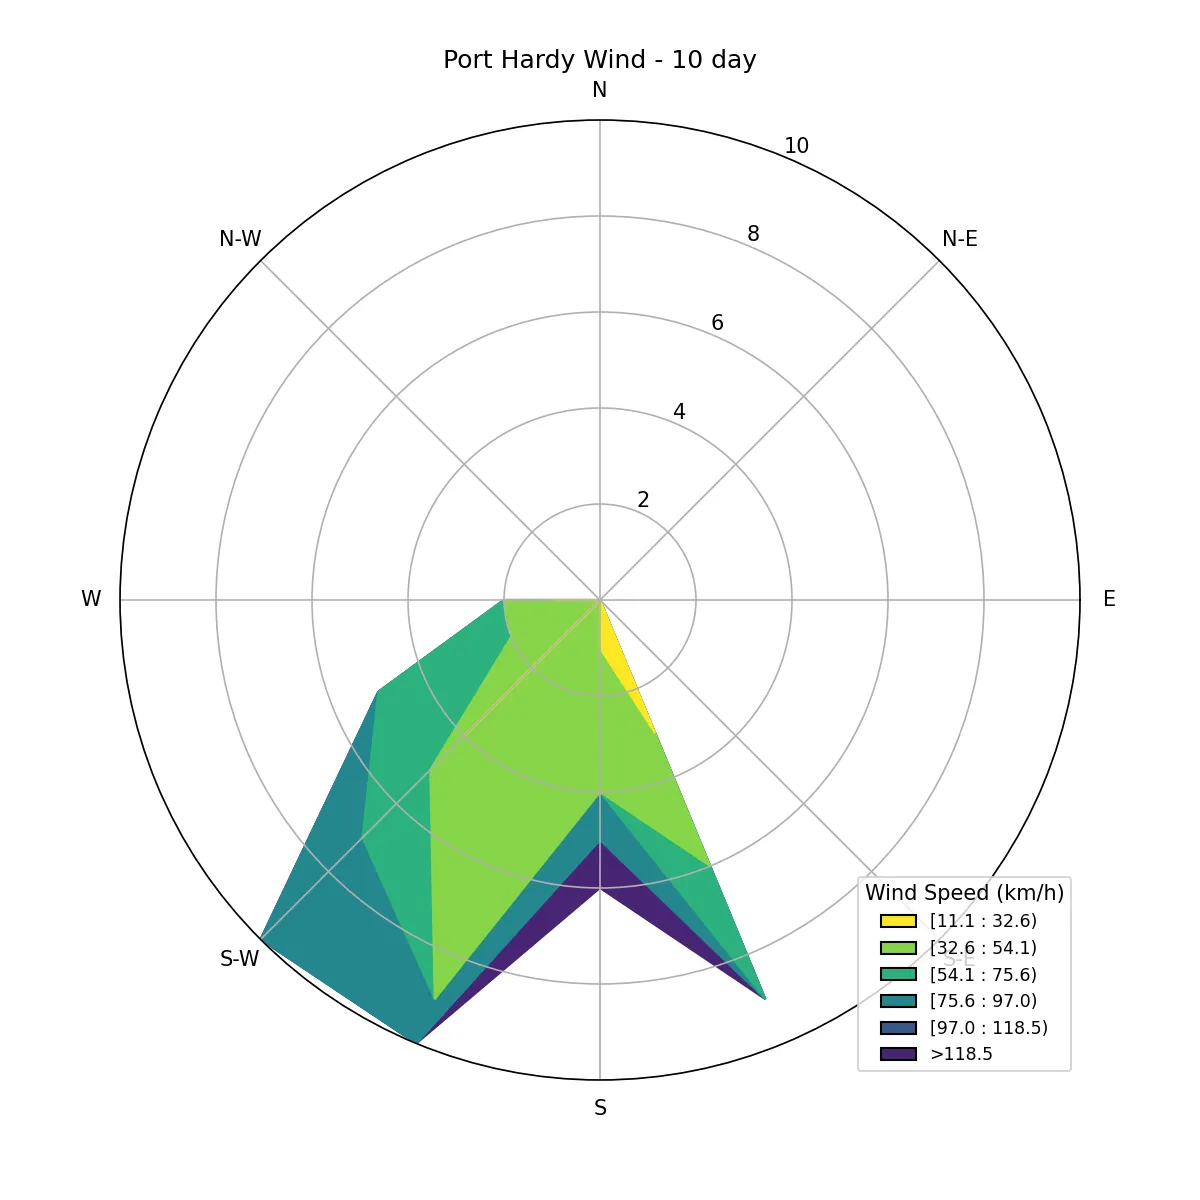 Port Hardy Wind - 10 day
N
10
N-W
N-E
8
6
4
2
W
E
Wind Speed (km/h)
[11.1 : 32.6)
[32.6 : 54.1)
S-W
S-E
[54.1 : 75.6)
[75.6 : 97.0)
[97.0 : 118.5)
>118.5
S